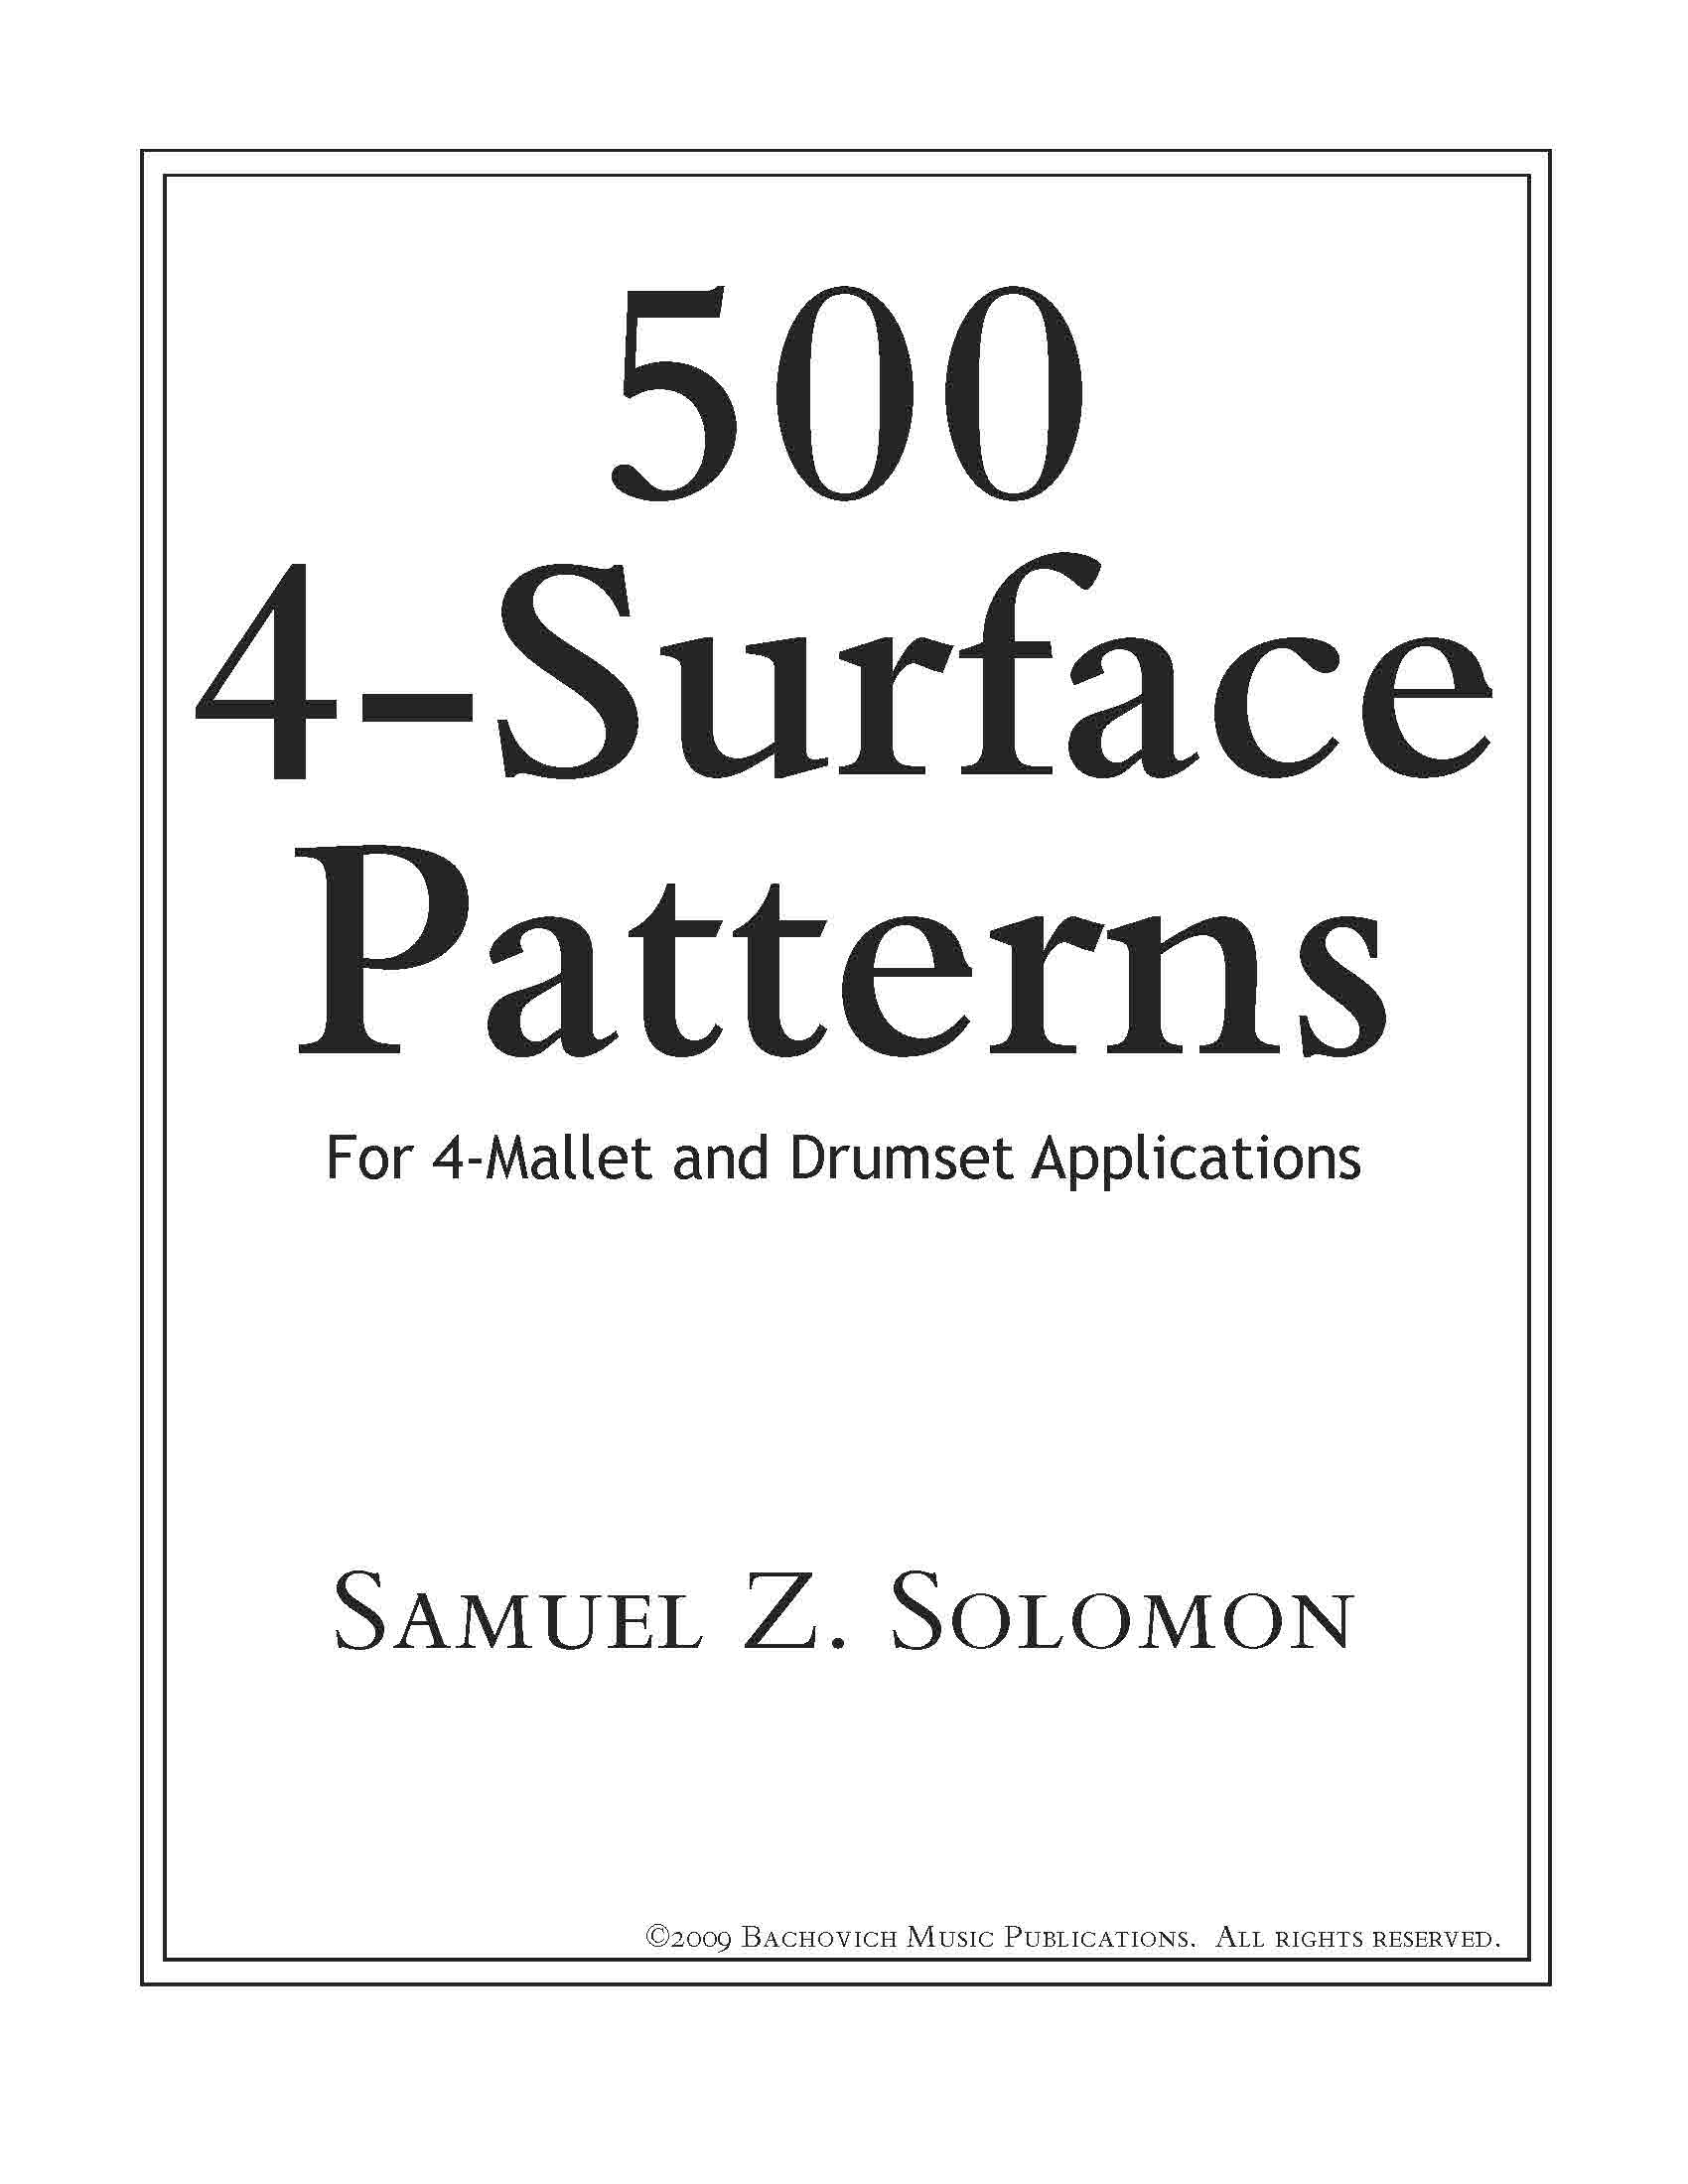 500
4-Surface
Patterns
For 4-Mallet and Drumset Applications
Samuel Z. Solomon
©2009 Bachovich Music Publications. All rights reserved.